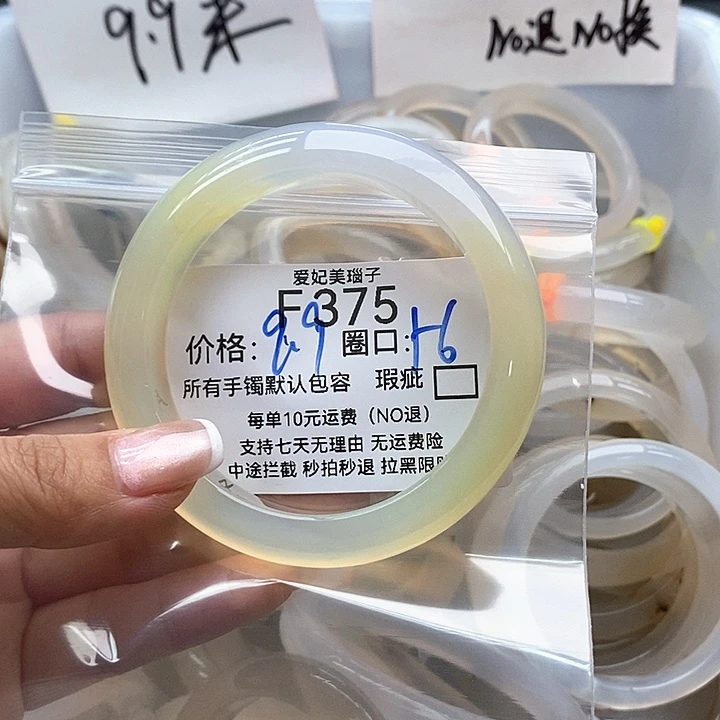 9.9米
NO退 NO换
爱妃美瑙子
F375
价格: 9.9 圈口: 56
所有手镯默认包容 瑕疵
每单10元运费（NO退）
支持七天无理由 无运费险
中途拦截 秒拍秒退 拉黑限